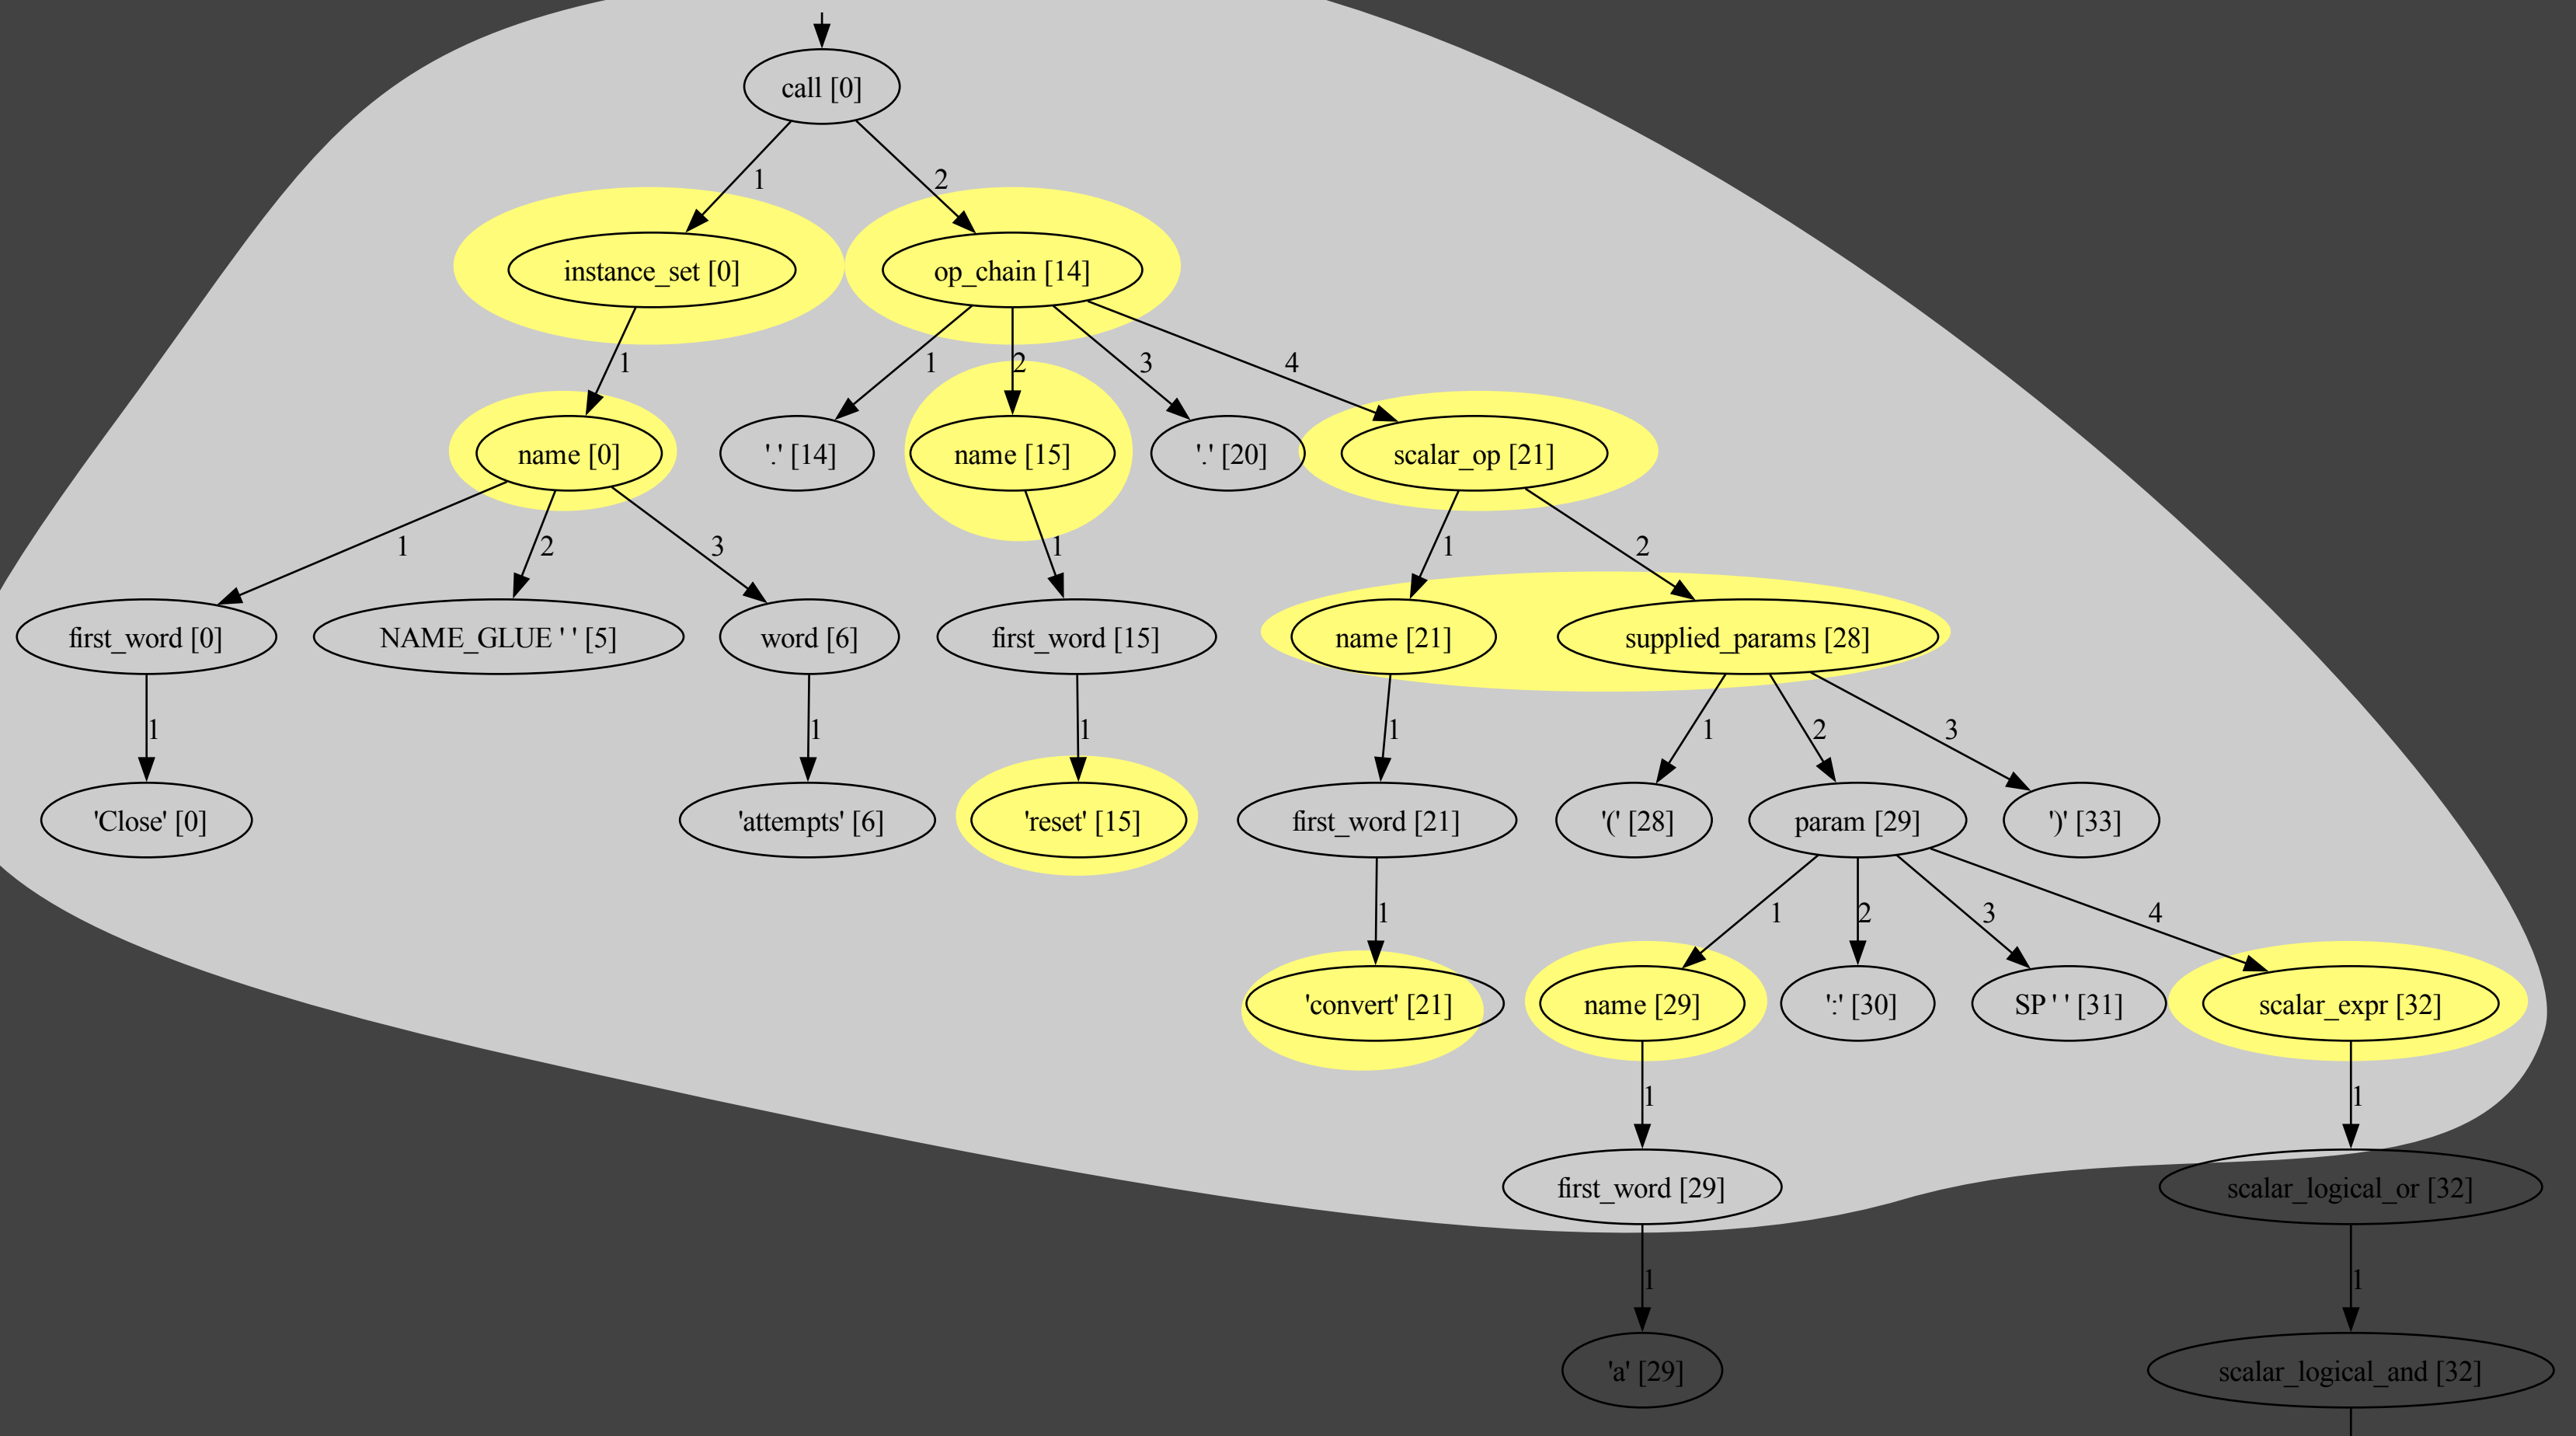 call [0]
1 2
instance_set [0] op_chain [14]
1 1 2 3 4
name [0] '.' [14] name [15] '.' [20] scalar_op [21]
1 2 3 1 1 2
first_word [0] NAME_GLUE ' ' [5] word [6] first_word [15] name [21] supplied_params [28]
1 1 1 1 1 2 3
'Close' [0] 'attempts' [6] 'reset' [15] first_word [21] '(' [28] param [29] ')' [33]
1 1 2 3 4
'convert' [21] name [29] ':' [30] SP ' ' [31] scalar_expr [32]
1 1
first_word [29] scalar_logical_or [32]
1 1
'a' [29] scalar_logical_and [32]